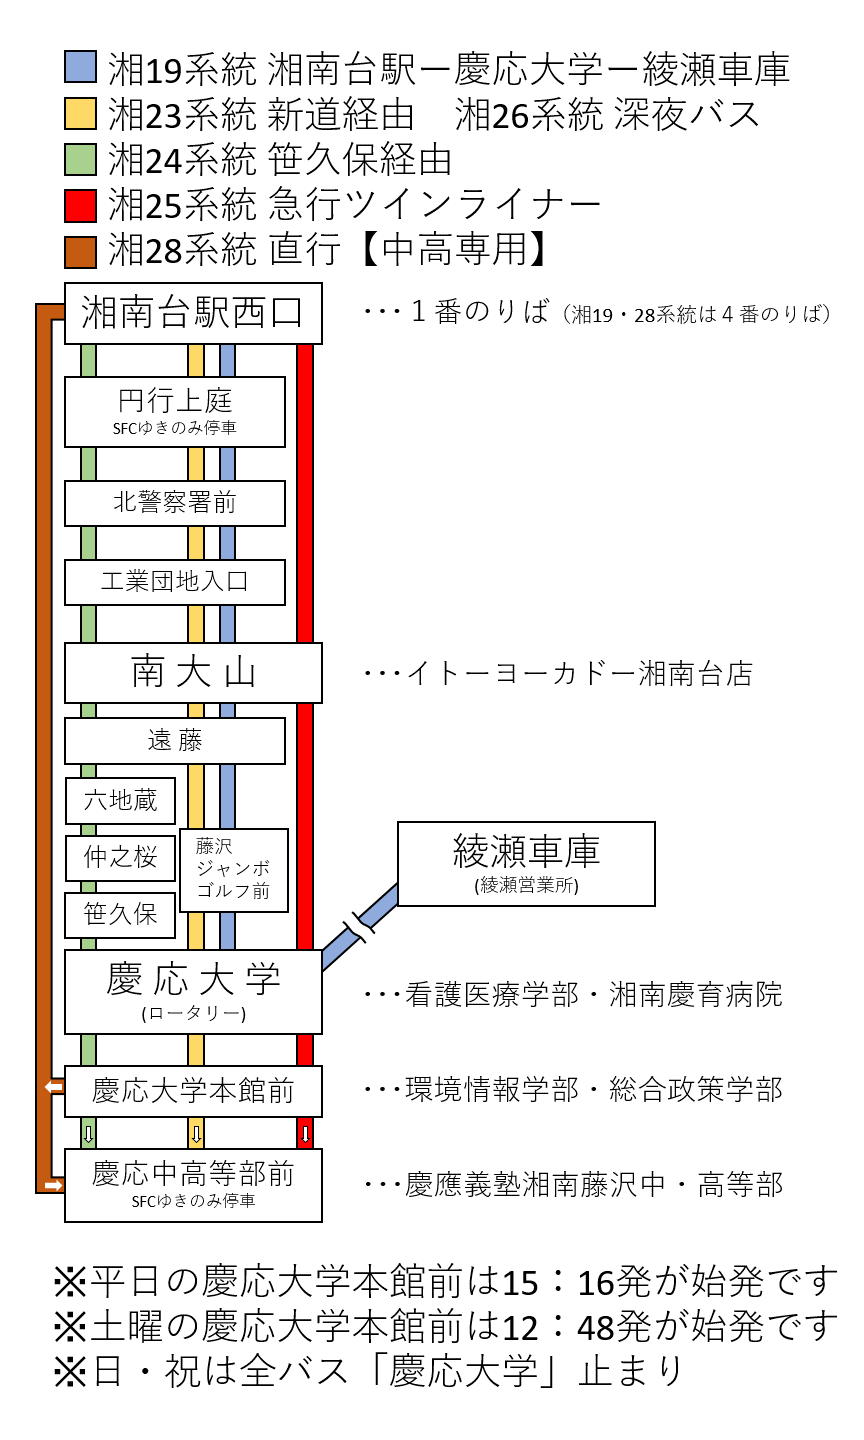 湘19系統 湘南台駅ー慶応大学ー綾瀬車庫
湘23系統 新道経由　湘26系統 深夜バス
湘24系統 笹久保経由
湘25系統 急行ツインライナー
湘28系統 直行【中高専用】
湘南台駅西口 ･･･１番のりば（湘19・28系統は４番のりば）
円行上庭
SFCゆきのみ停車
北警察署前
工業団地入口
南大山 ･･･イトーヨーカドー湘南台店
遠藤
六地蔵
仲之桜
笹久保
藤沢
ジャンボ
ゴルフ前
綾瀬車庫
(綾瀬営業所)
慶応大学
(ロータリー)
･･･看護医療学部・湘南慶育病院
慶応大学本館前 ･･･環境情報学部・総合政策学部
慶応中高等部前
SFCゆきのみ停車
･･･慶應義塾湘南藤沢中・高等部
※平日の慶応大学本館前は15：16発が始発です
※土曜の慶応大学本館前は12：48発が始発です
※日・祝は全バス「慶応大学」止まり